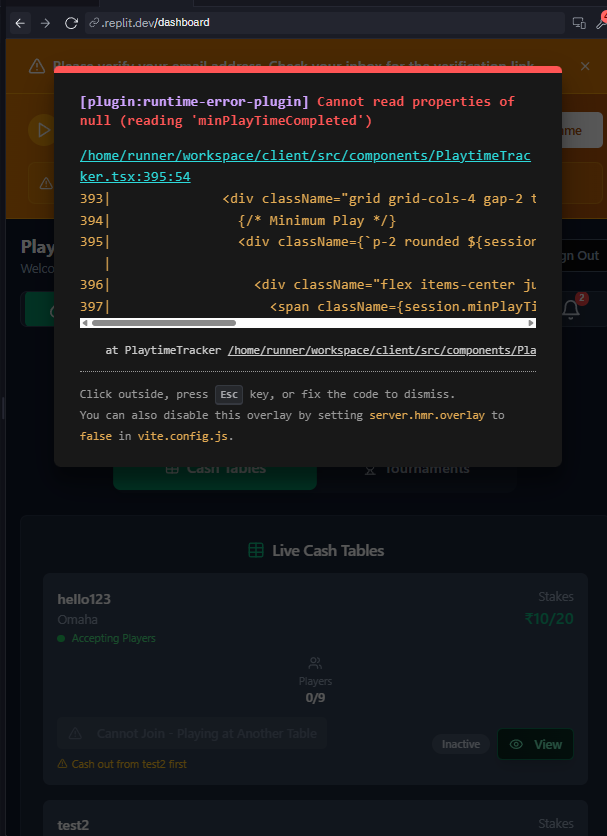 .replit.dev/dashboard
4
Please verify your email address. Check your inbox for the verification link.
[plugin:runtime-error-plugin] Cannot read properties of
null (reading 'minPlayTimeCompleted')
ame
/home/runner/workspace/client/src/components/PlaytimeTrac
ker.tsx:395:54
393| <div className="grid grid-cols-4 gap-2 t
394| {/* Minimum Play */}
395| <div className={`p-2 rounded ${session
|
396| <div className="flex items-center ju
397| <span className={session.minPlayTi
Play
Welco
gn Out
2
at PlaytimeTracker /home/runner/workspace/client/src/components/Pla
Click outside, press Esc key, or fix the code to dismiss.
You can also disable this overlay by setting server.hmr.overlay to
false in vite.config.js.
Cash Tables
Tournaments
Live Cash Tables
hello123
Stakes
Omaha
₹10/20
Accepting Players
Players
0/9
Cannot Join - Playing at Another Table
Inactive
View
Cash out from test2 first
test2
Stakes